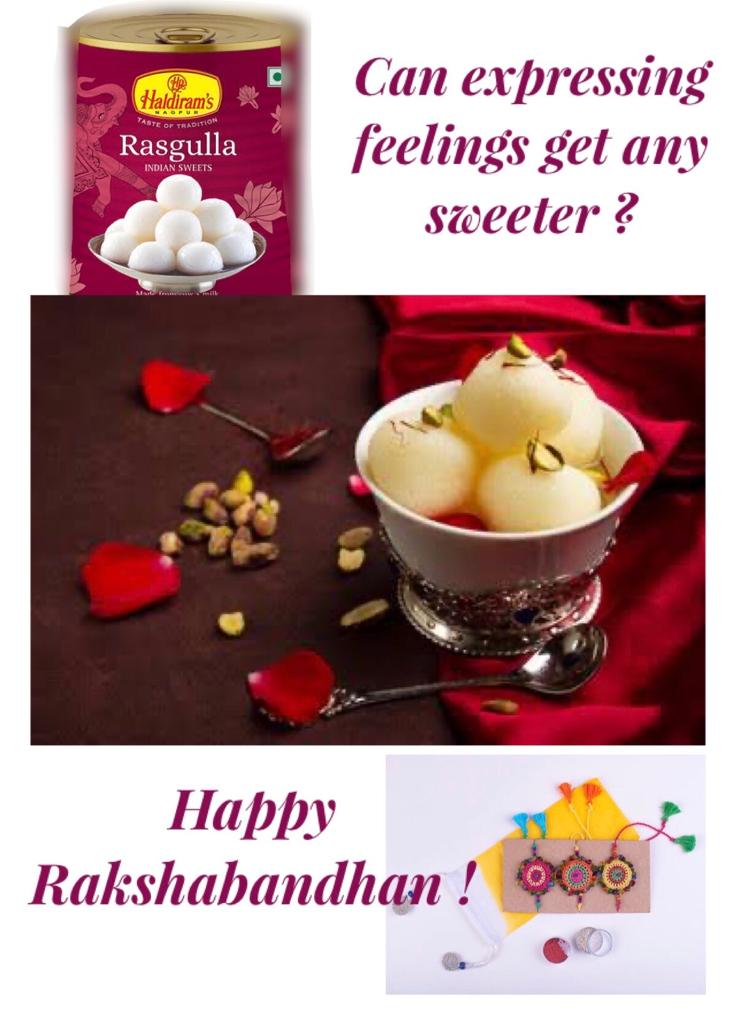 Haldiram's
NAGPUR
TASTE OF TRADITION
Rasgulla
INDIAN SWEETS
Can expressing
feelings get any
sweeter ?
Happy
Rakshabandhan !